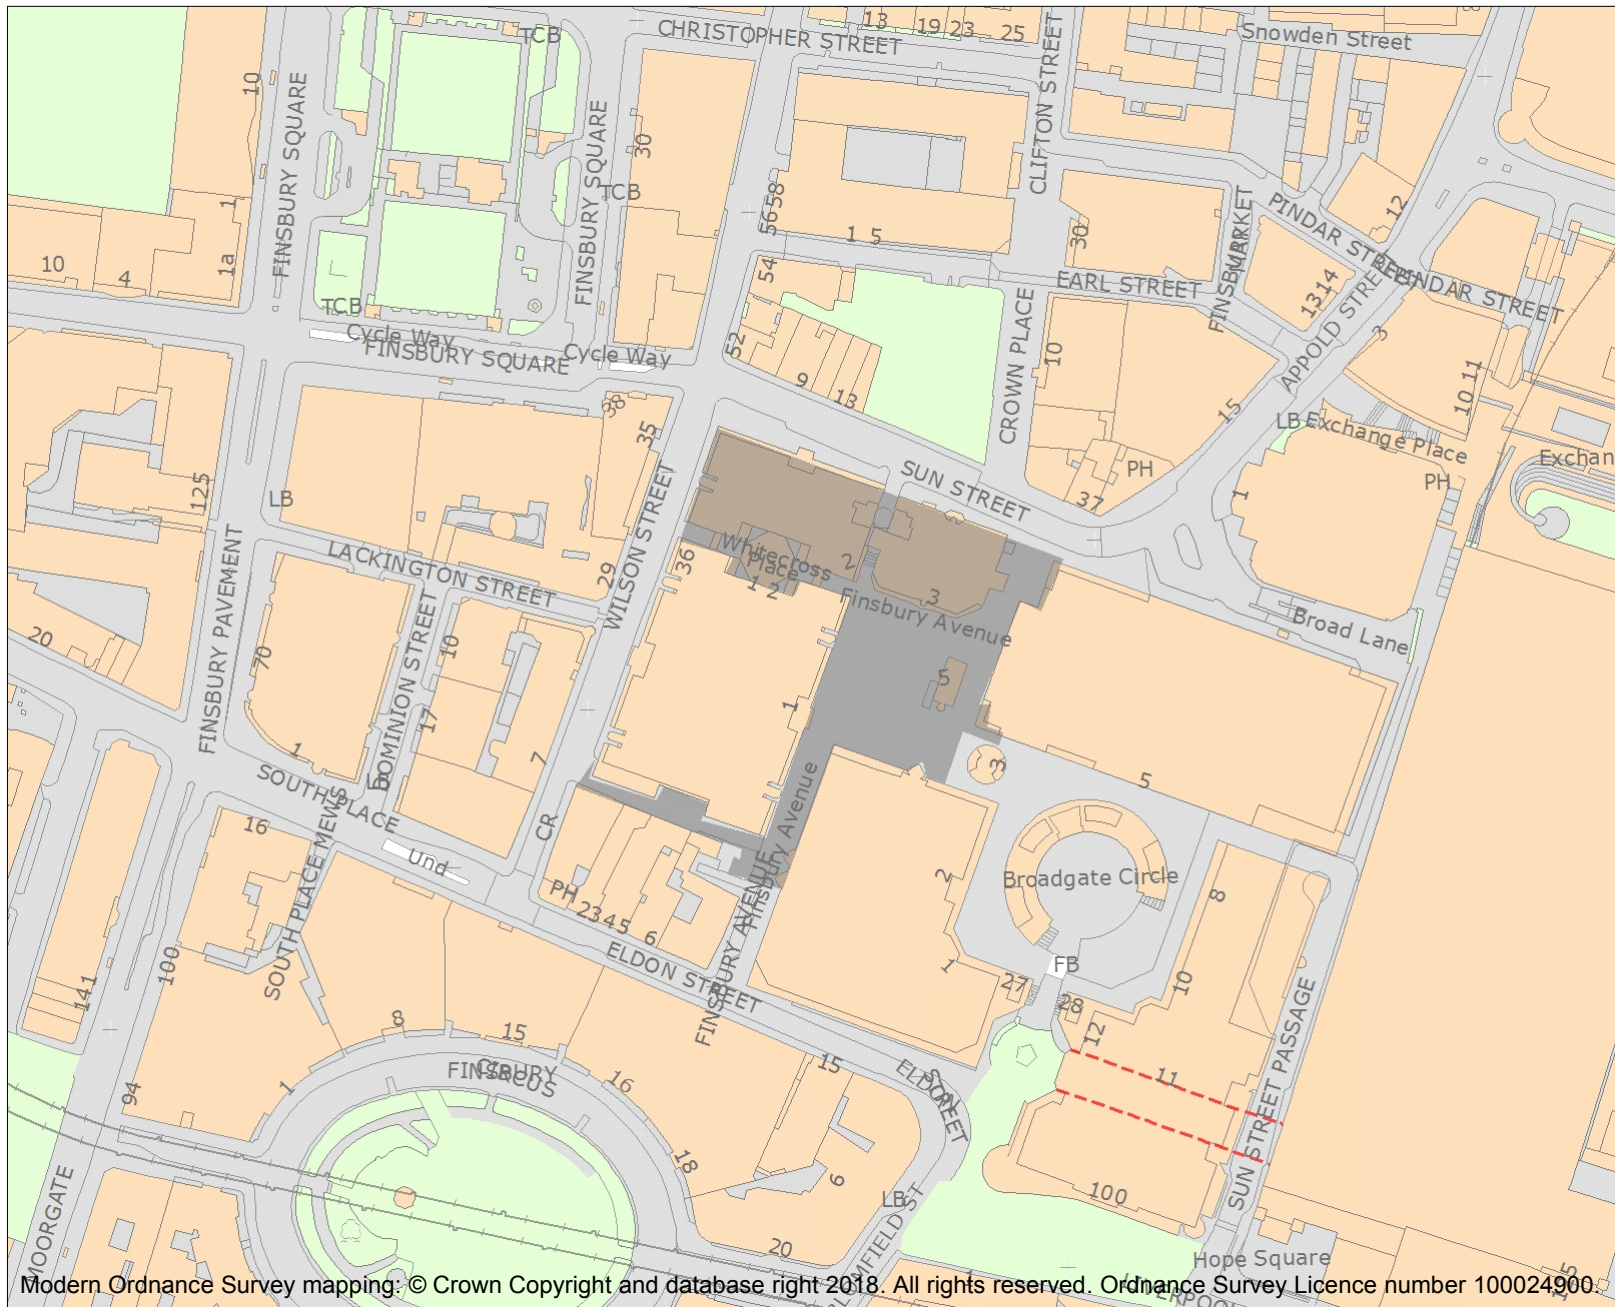 CHRISTOPHER STREET
13
19 23
25
Snowden Street
TCB
10
FINSBURY SQUARE
FINSBURY SQUARE
30
TCB
CLIFTON STREET
56 58
1 5
54
52
1
1a
10
4
TCB
Cycle Way
FINSBURY SQUARE
Cycle Way
30
EARL STREET
FINSBURY
MARKET
PINDAR STREET
PINDAR STREET
12
13 14
APPOLD STREET
3
10 11
15
CROWN PLACE
10
9
13
68
35
LB
Exchange Place
PH
Exchan
PH
37
1
SUN STREET
125
LB
LACKINGTON STREET
WILSON STREET
29
36
Whitecross
Place
1
2
2
3
Finsbury Avenue
5
Broad Lane
20
FINSBURY PAVEMENT
70
DOMINION STREET
10
17
7
1
1
LB
SOUTH PLACE
SOUTH PLACE MEWS
16
Und
CR
3
5
Finsbury Avenue
FINSBURY AVENUE
PH
2 3 4 5
6
ELDON STREET
2
1
Broadgate Circle
8
10
FB
27
28
12
11
SUN STREET PASSAGE
100
141
100
94
8
15
16
1
FINSBURY
CIRCUS
18
15
ELDON
STREET
6
LB
20
MOORGATE
Hope Square
Modern Ordnance Survey mapping: © Crown Copyright and database right 2018. All rights reserved. Ordnance Survey Licence number 100024900.